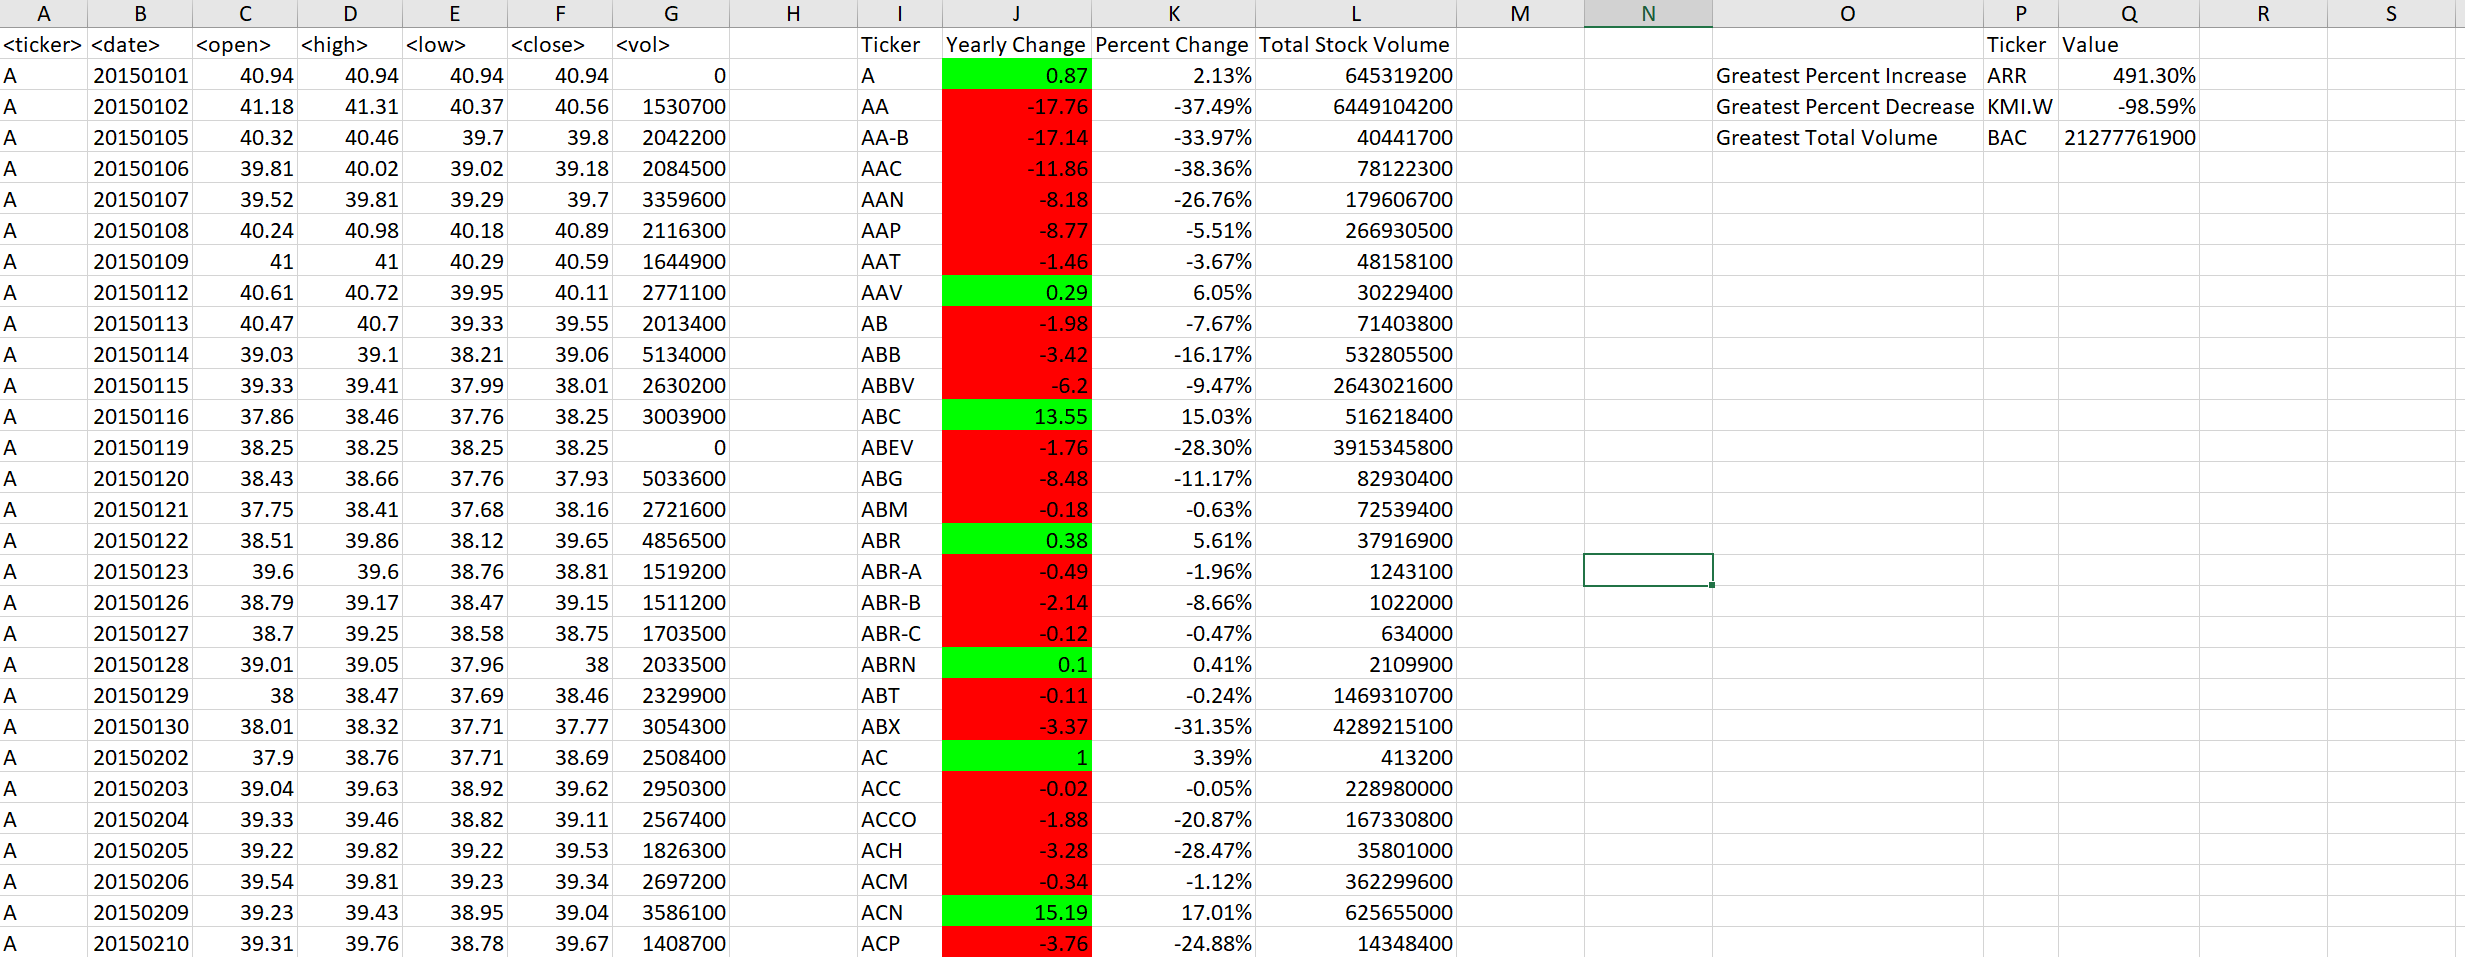 A B C D E F G H I J K L M N O P Q R S
<ticker> <date> <open> <high> <low> <close> <vol> Ticker Yearly Change Percent Change Total Stock Volume Ticker Value
A 20150101 40.94 40.94 40.94 40.94 0 A 0.87 2.13% 645319200 Greatest Percent Increase ARR 491.30%
A 20150102 41.18 41.31 40.37 40.56 1530700 AA -17.76 -37.49% 6449104200 Greatest Percent Decrease KMI.W -98.59%
A 20150105 40.32 40.46 39.7 39.8 2042200 AA-B -17.14 -33.97% 40441700 Greatest Total Volume BAC 21277761900
A 20150106 39.81 40.02 39.02 39.18 2084500 AAC -11.86 -38.36% 78122300
A 20150107 39.52 39.81 39.29 39.7 3359600 AAN -8.18 -26.76% 179606700
A 20150108 40.24 40.98 40.18 40.89 2116300 AAP -8.77 -5.51% 266930500
A 20150109 41 41 40.29 40.59 1644900 AAT -1.46 -3.67% 48158100
A 20150112 40.61 40.72 39.95 40.11 2771100 AAV 0.29 6.05% 30229400
A 20150113 40.47 40.7 39.33 39.55 2013400 AB -1.98 -7.67% 71403800
A 20150114 39.03 39.1 38.21 39.06 5134000 ABB -3.42 -16.17% 532805500
A 20150115 39.33 39.41 37.99 38.01 2630200 ABBV -6.2 -9.47% 2643021600
A 20150116 37.86 38.46 37.76 38.25 3003900 ABC 13.55 15.03% 516218400
A 20150119 38.25 38.25 38.25 38.25 0 ABEV -1.76 -28.30% 3915345800
A 20150120 38.43 38.66 37.76 37.93 5033600 ABG -8.48 -11.17% 82930400
A 20150121 37.75 38.41 37.68 38.16 2721600 ABM -0.18 -0.63% 72539400
A 20150122 38.51 39.86 38.12 39.65 4856500 ABR 0.38 5.61% 37916900
A 20150123 39.6 39.6 38.76 38.81 1519200 ABR-A -0.49 -1.96% 1243100
A 20150126 38.79 39.17 38.47 39.15 1511200 ABR-B -2.14 -8.66% 1022000
A 20150127 38.7 39.25 38.58 38.75 1703500 ABR-C -0.12 -0.47% 634000
A 20150128 39.01 39.05 37.96 38 2033500 ABRN 0.1 0.41% 2109900
A 20150129 38 38.47 37.69 38.46 2329900 ABT -0.11 -0.24% 1469310700
A 20150130 38.01 38.32 37.71 37.77 3054300 ABX -3.37 -31.35% 4289215100
A 20150202 37.9 38.76 37.71 38.69 2508400 AC 1 3.39% 413200
A 20150203 39.04 39.63 38.92 39.62 2950300 ACC -0.02 -0.05% 228980000
A 20150204 39.33 39.46 38.82 39.11 2567400 ACCO -1.88 -20.87% 167330800
A 20150205 39.22 39.82 39.22 39.53 1826300 ACH -3.28 -28.47% 35801000
A 20150206 39.54 39.81 39.23 39.34 2697200 ACM -0.34 -1.12% 362299600
A 20150209 39.23 39.43 38.95 39.04 3586100 ACN 15.19 17.01% 625655000
A 20150210 39.31 39.76 38.78 39.67 1408700 ACP -3.76 -24.88% 14348400